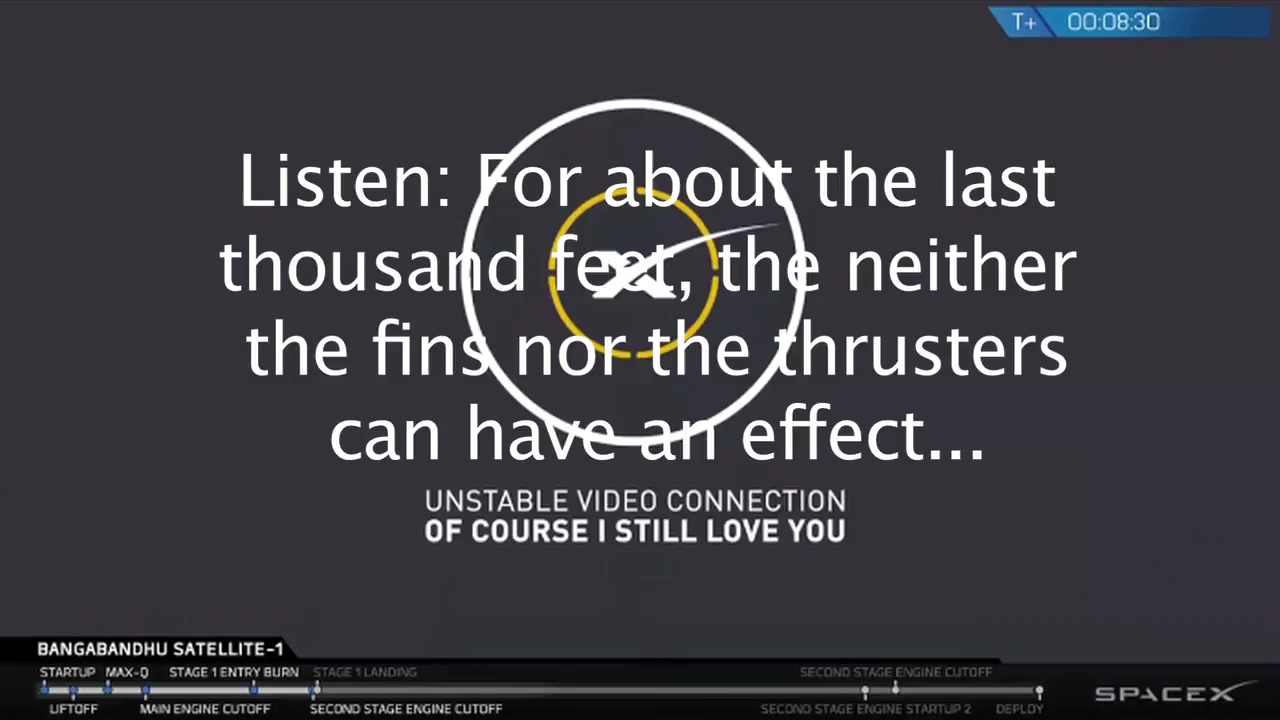 T+ 00:08:30
Listen: For about the last
thousand feet, the neither
the fins nor the thrusters
can have an effect...
UNSTABLE VIDEO CONNECTION
OF COURSE I STILL LOVE YOU
BANGABANDHU SATELLITE-1
STARTUP MAX-Q STAGE 1 ENTRY BURN STAGE 1 LANDING SECOND STAGE ENGINE CUTOFF
LIFTOFF MAIN ENGINE CUTOFF SECOND STAGE ENGINE CUTOFF SECOND STAGE ENGINE STARTUP 2 DEPLOY
SPACEX